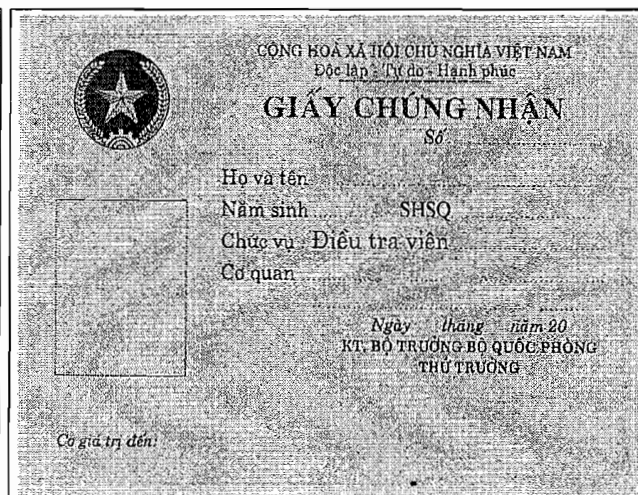 CỘNG HOÀ XÃ HỘI CHỦ NGHĨA VIỆT NAM
Độc lập - Tự do - Hạnh phúc
GIẤY CHỨNG NHẬN
Số
Họ và tên
Năm sinh SHSQ
Chức vụ Điều tra viên
Cơ quan
Ngày tháng năm 20
KT, BỘ TRƯỞNG BỘ QUỐC PHÒNG
THỨ TRƯỞNG
Có giá trị đến: